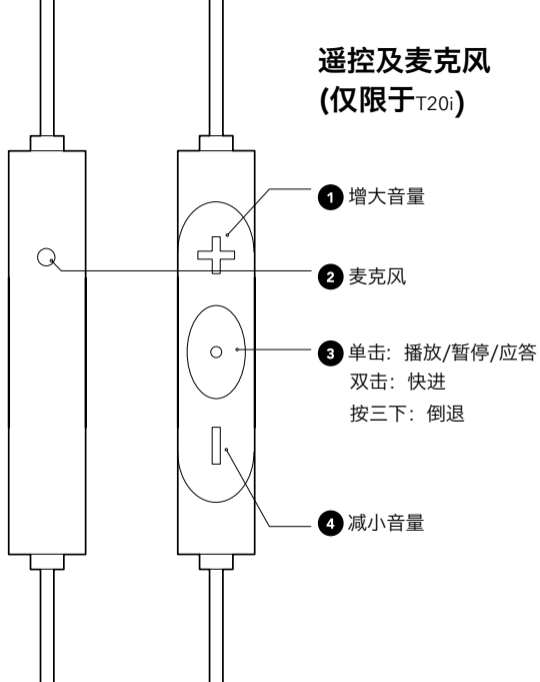 遥控及麦克风
(仅限于T20i)
1 增大音量
2 麦克风
3 单击：播放/暂停/应答
双击：快进
按三下：倒退
4 减小音量